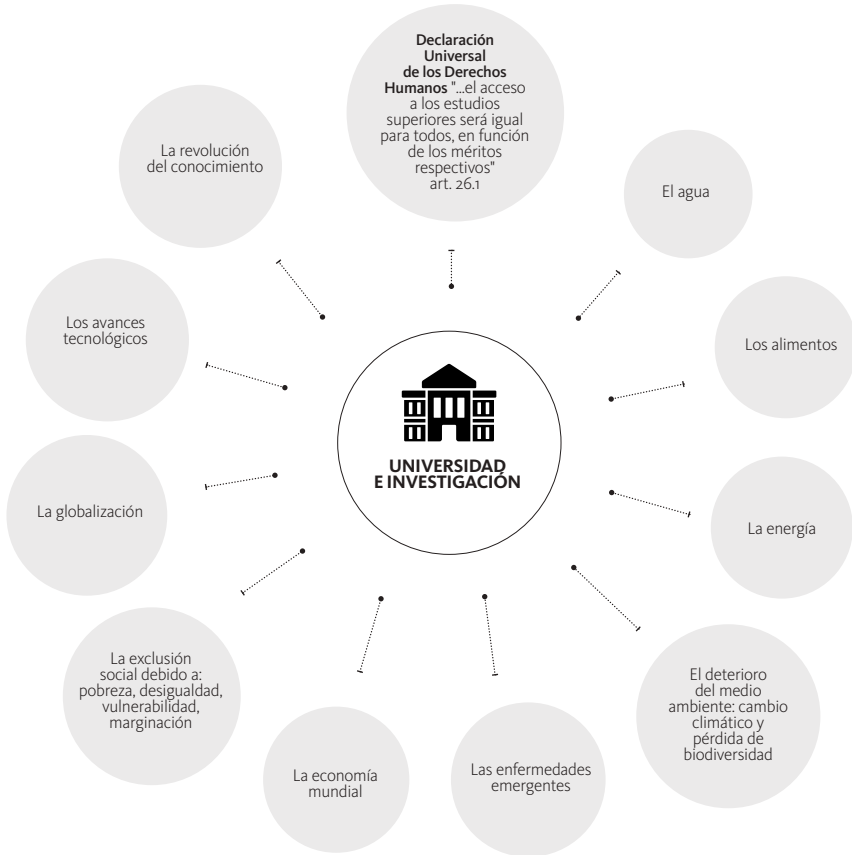 Declaración
Universal
de los Derechos
Humanos "...el acceso
a los estudios
superiores será igual
para todos, en función
de los méritos
respectivos"
art. 26.1
El agua
Los alimentos
La energía
El deterioro
del medio
ambiente: cambio
climático y
pérdida de
biodiversidad
Las enfermedades
emergentes
La economía
mundial
La exclusión
social debido a:
pobreza, desigualdad,
vulnerabilidad,
marginación
La globalización
Los avances
tecnológicos
La revolución
del conocimiento
UNIVERSIDAD
E INVESTIGACIÓN